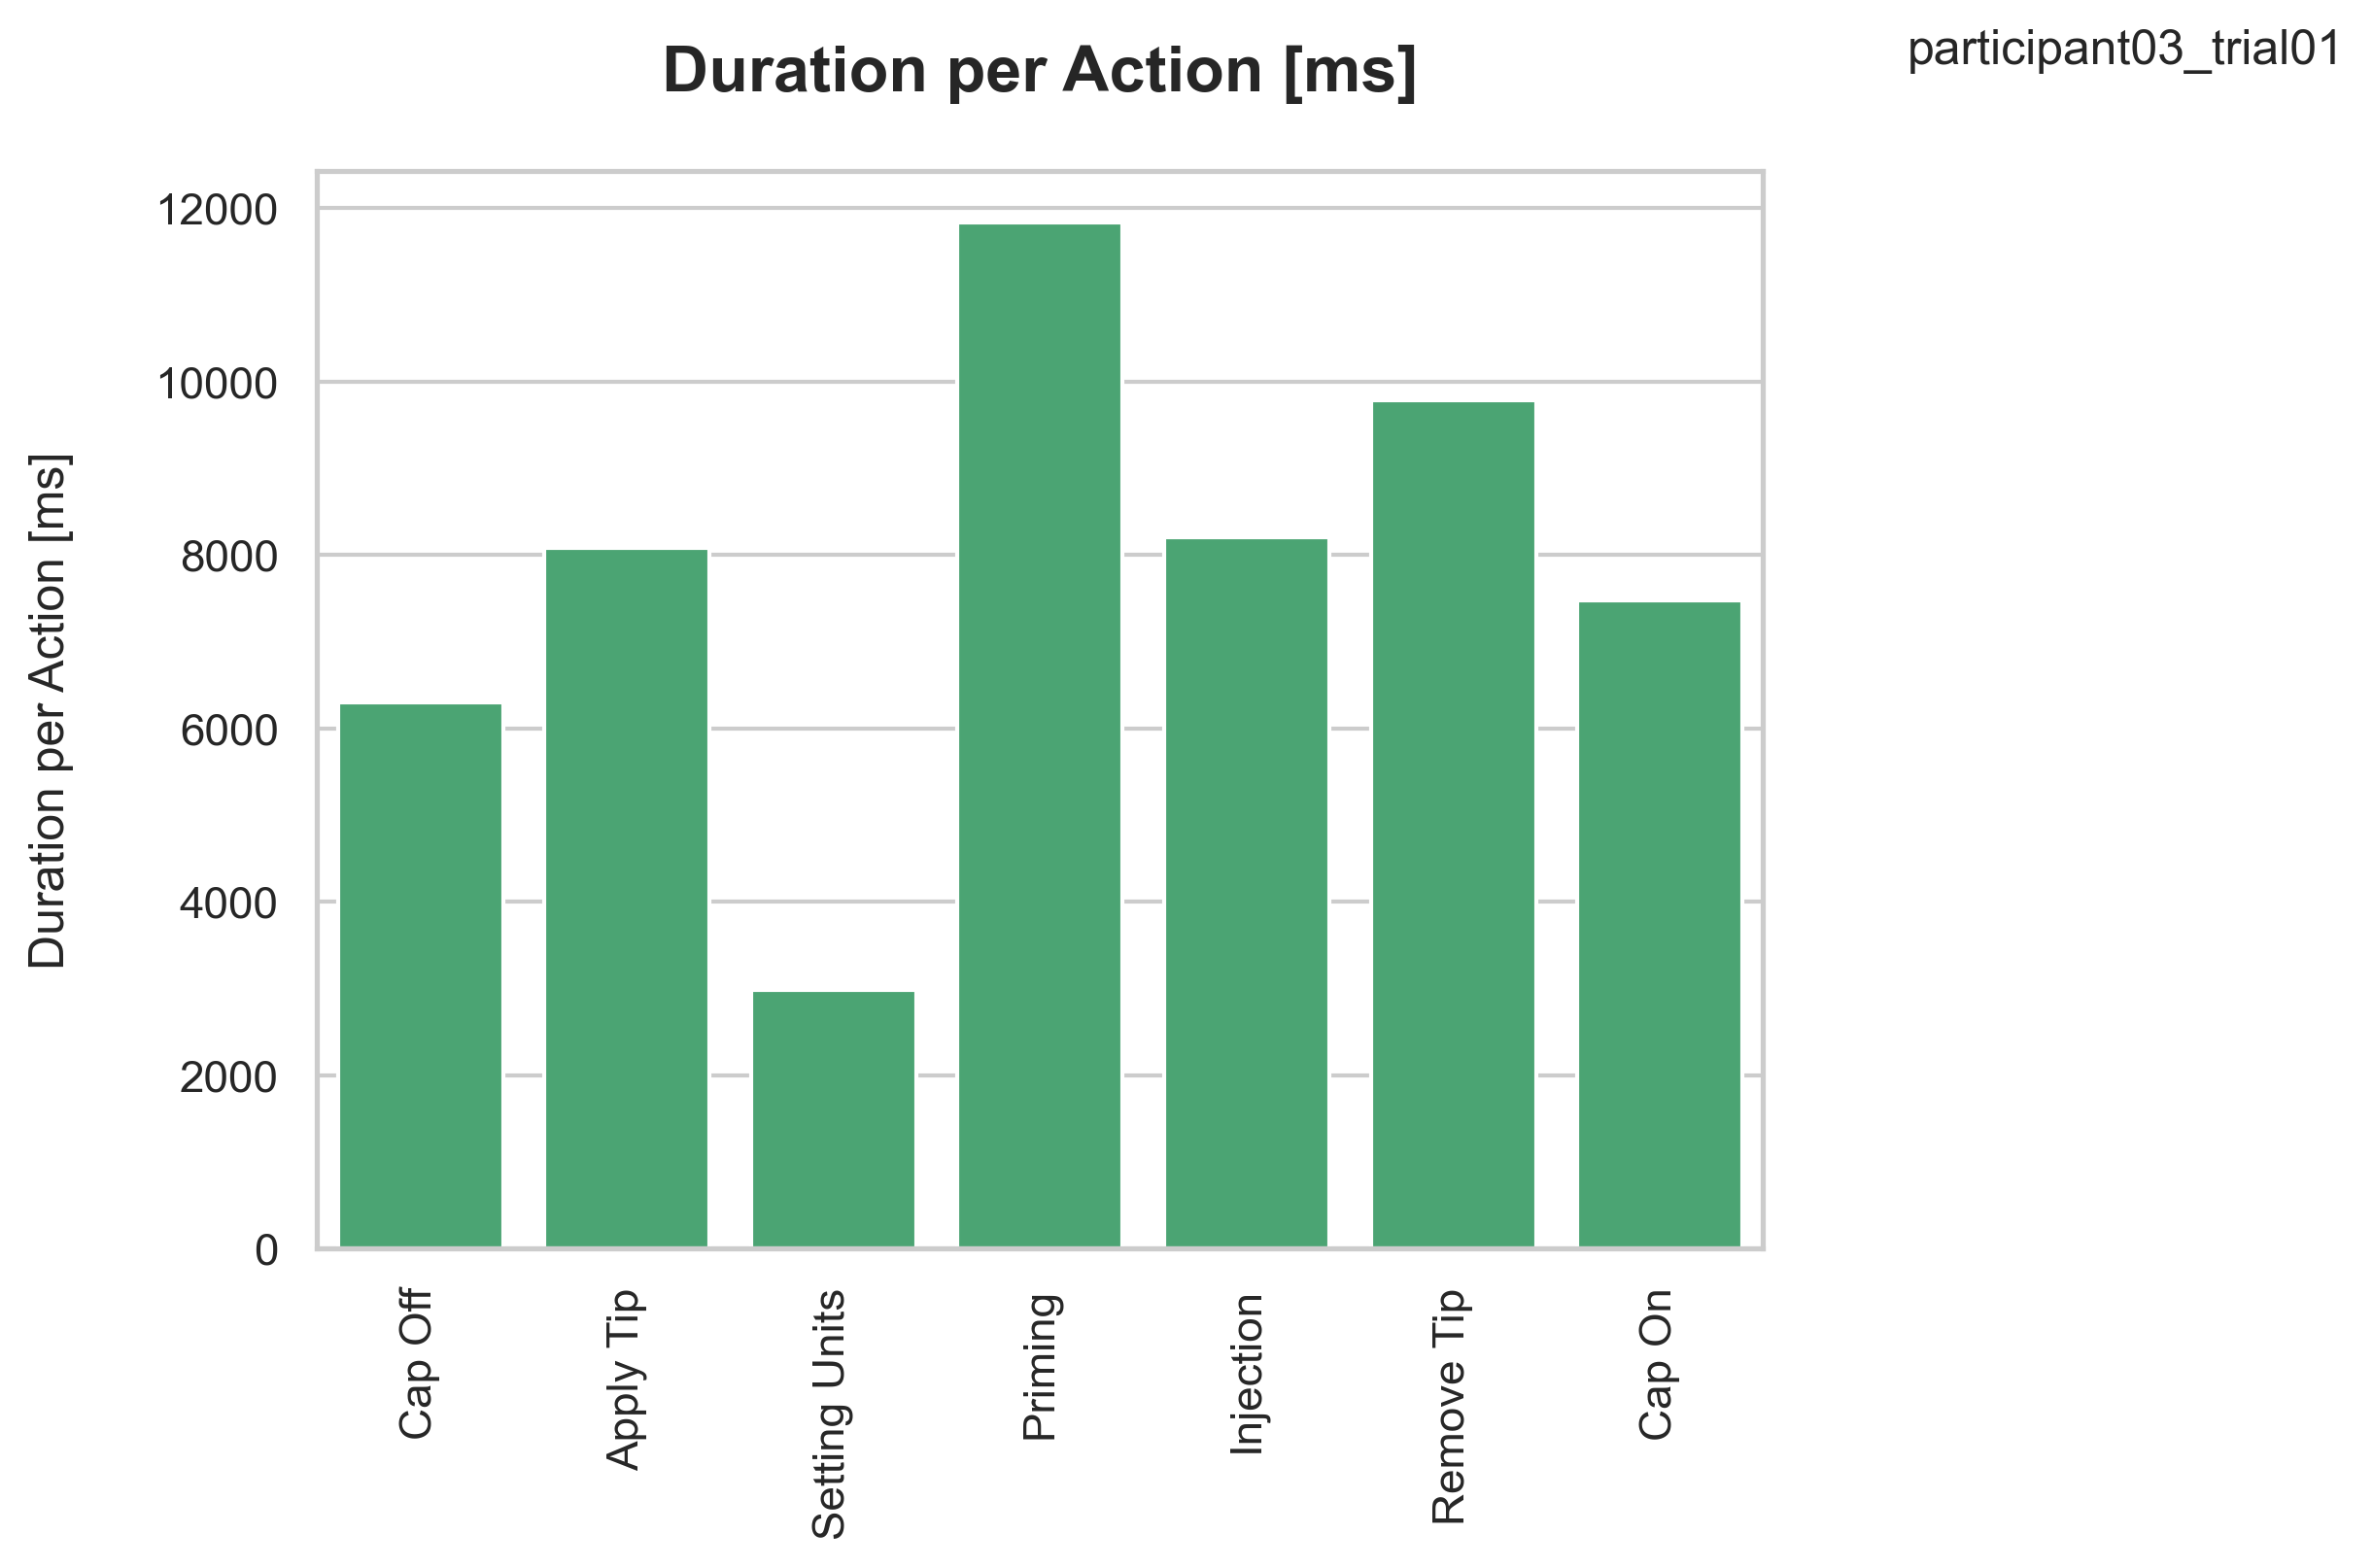 participant03_trial01
Duration per Action [ms]
Duration per Action [ms]
12000
10000
8000
6000
4000
2000
0
Cap Off
Apply Tip
Setting Units
Priming
Injection
Remove Tip
Cap On